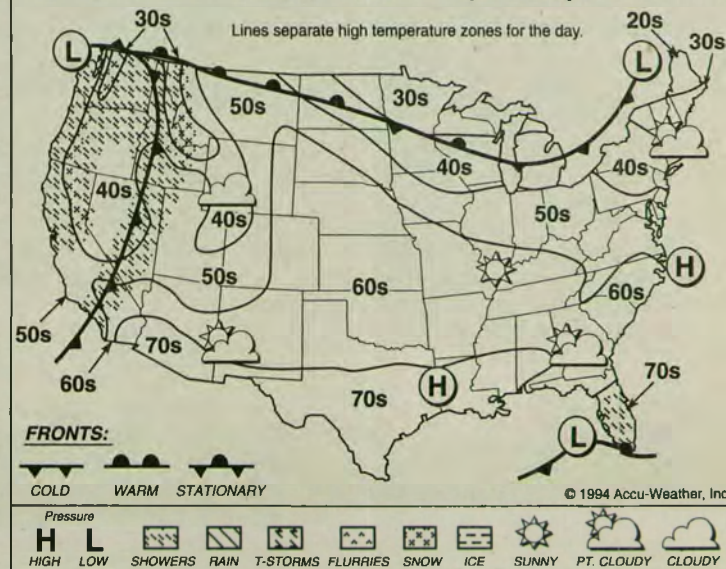 Lines separate high temperature zones for the day.
30s
20s
30s
L
L
50s
30s
40s
40s
40s
40s
50s
50s
60s
60s
H
50s
60s
70s
70s
70s
H
L
FRONTS:
COLD WARM STATIONARY
© 1994 Accu-Weather, Inc
Pressure
H L
HIGH LOW SHOWERS RAIN T-STORMS FLURRIES SNOW ICE SUNNY PT. CLOUDY CLOUDY